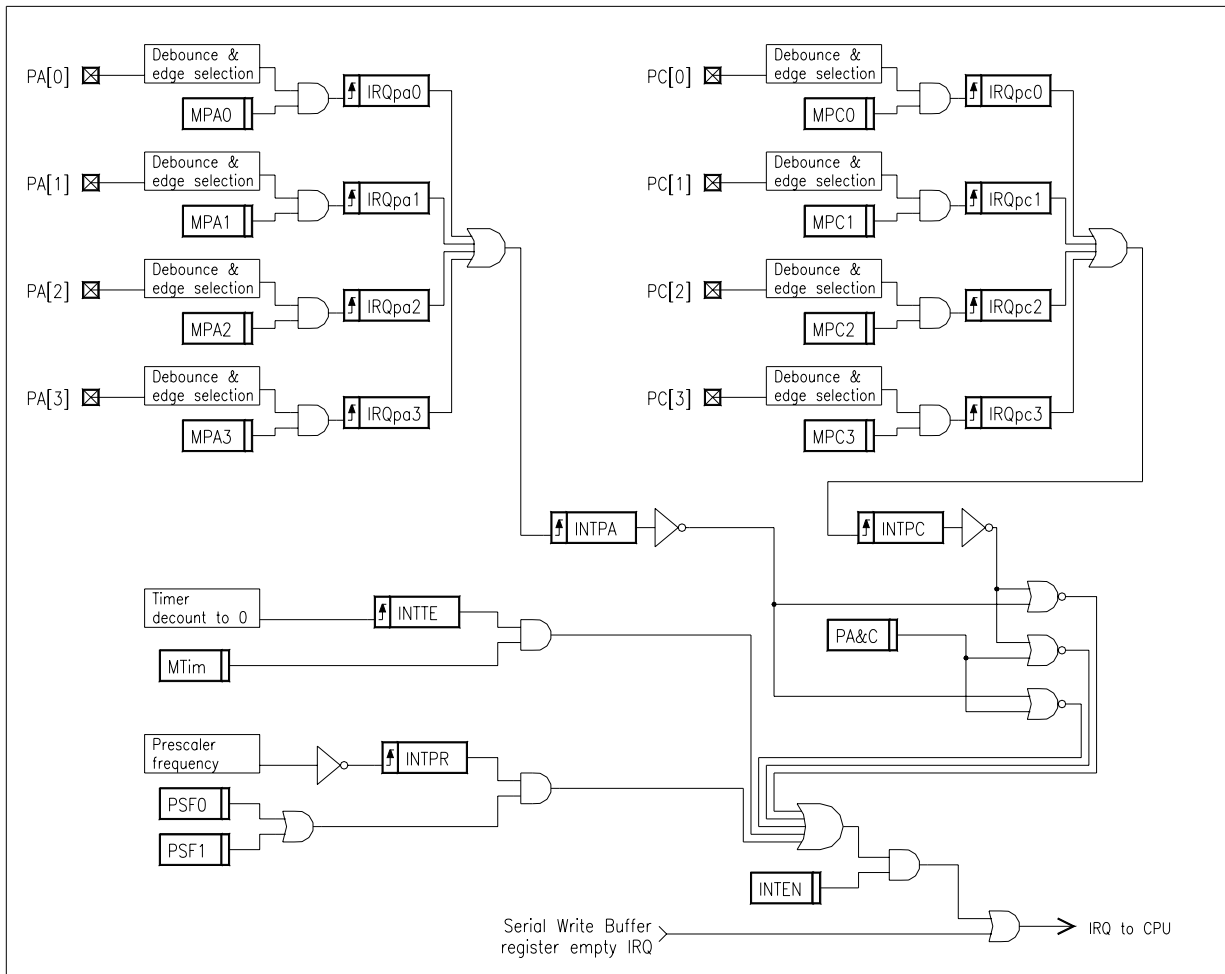 PA[0]
Debounce &
edge selection
MPA0
IRQpa0
PA[1]
Debounce &
edge selection
MPA1
IRQpa1
PA[2]
Debounce &
edge selection
MPA2
IRQpa2
PA[3]
Debounce &
edge selection
MPA3
IRQpa3
PC[0]
Debounce &
edge selection
MPC0
IRQpc0
PC[1]
Debounce &
edge selection
MPC1
IRQpc1
PC[2]
Debounce &
edge selection
MPC2
IRQpc2
PC[3]
Debounce &
edge selection
MPC3
IRQpc3
INTPA
INTPC
Timer
decount to 0
INTTE
MTim
PA&C
Prescaler
frequency
INTPR
PSF0
PSF1
INTEN
Serial Write Buffer
register empty IRQ
IRQ to CPU